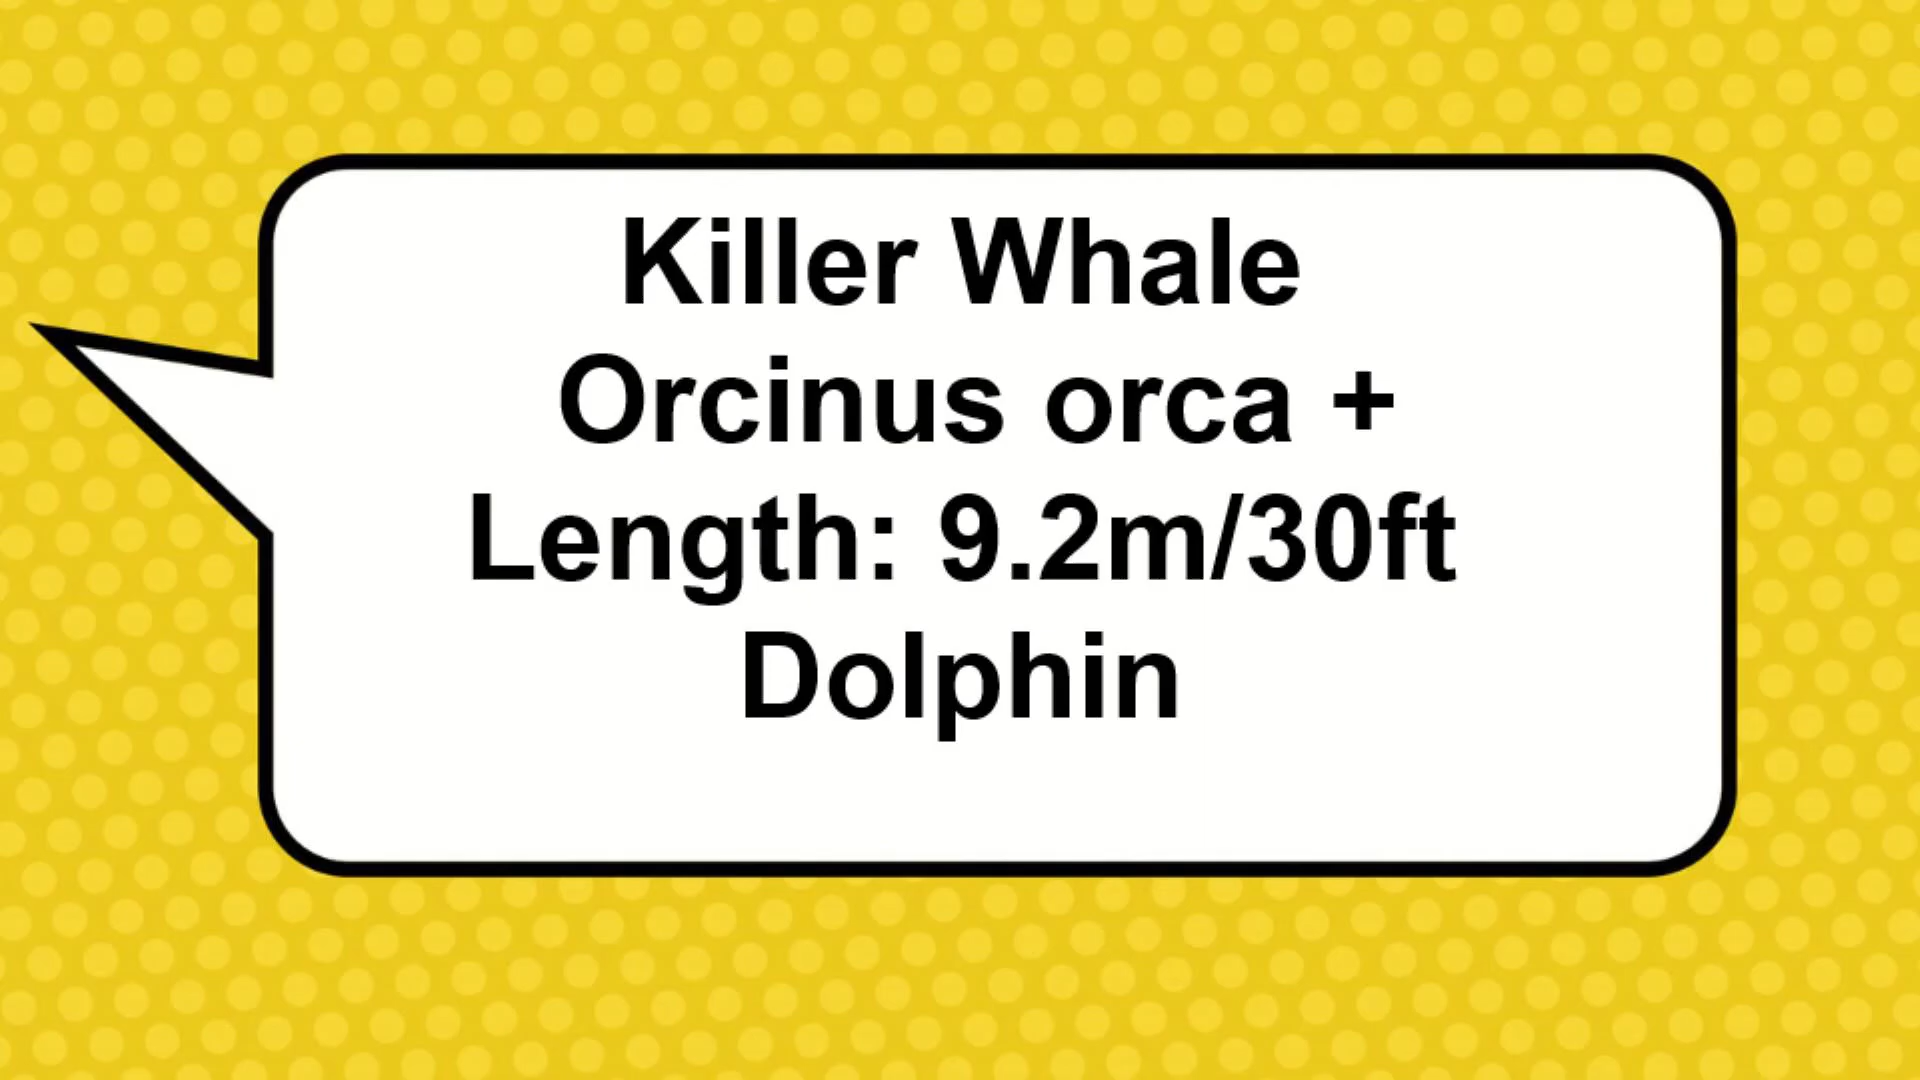 Killer Whale
Orcinus orca +
Length: 9.2m/30ft
Dolphin